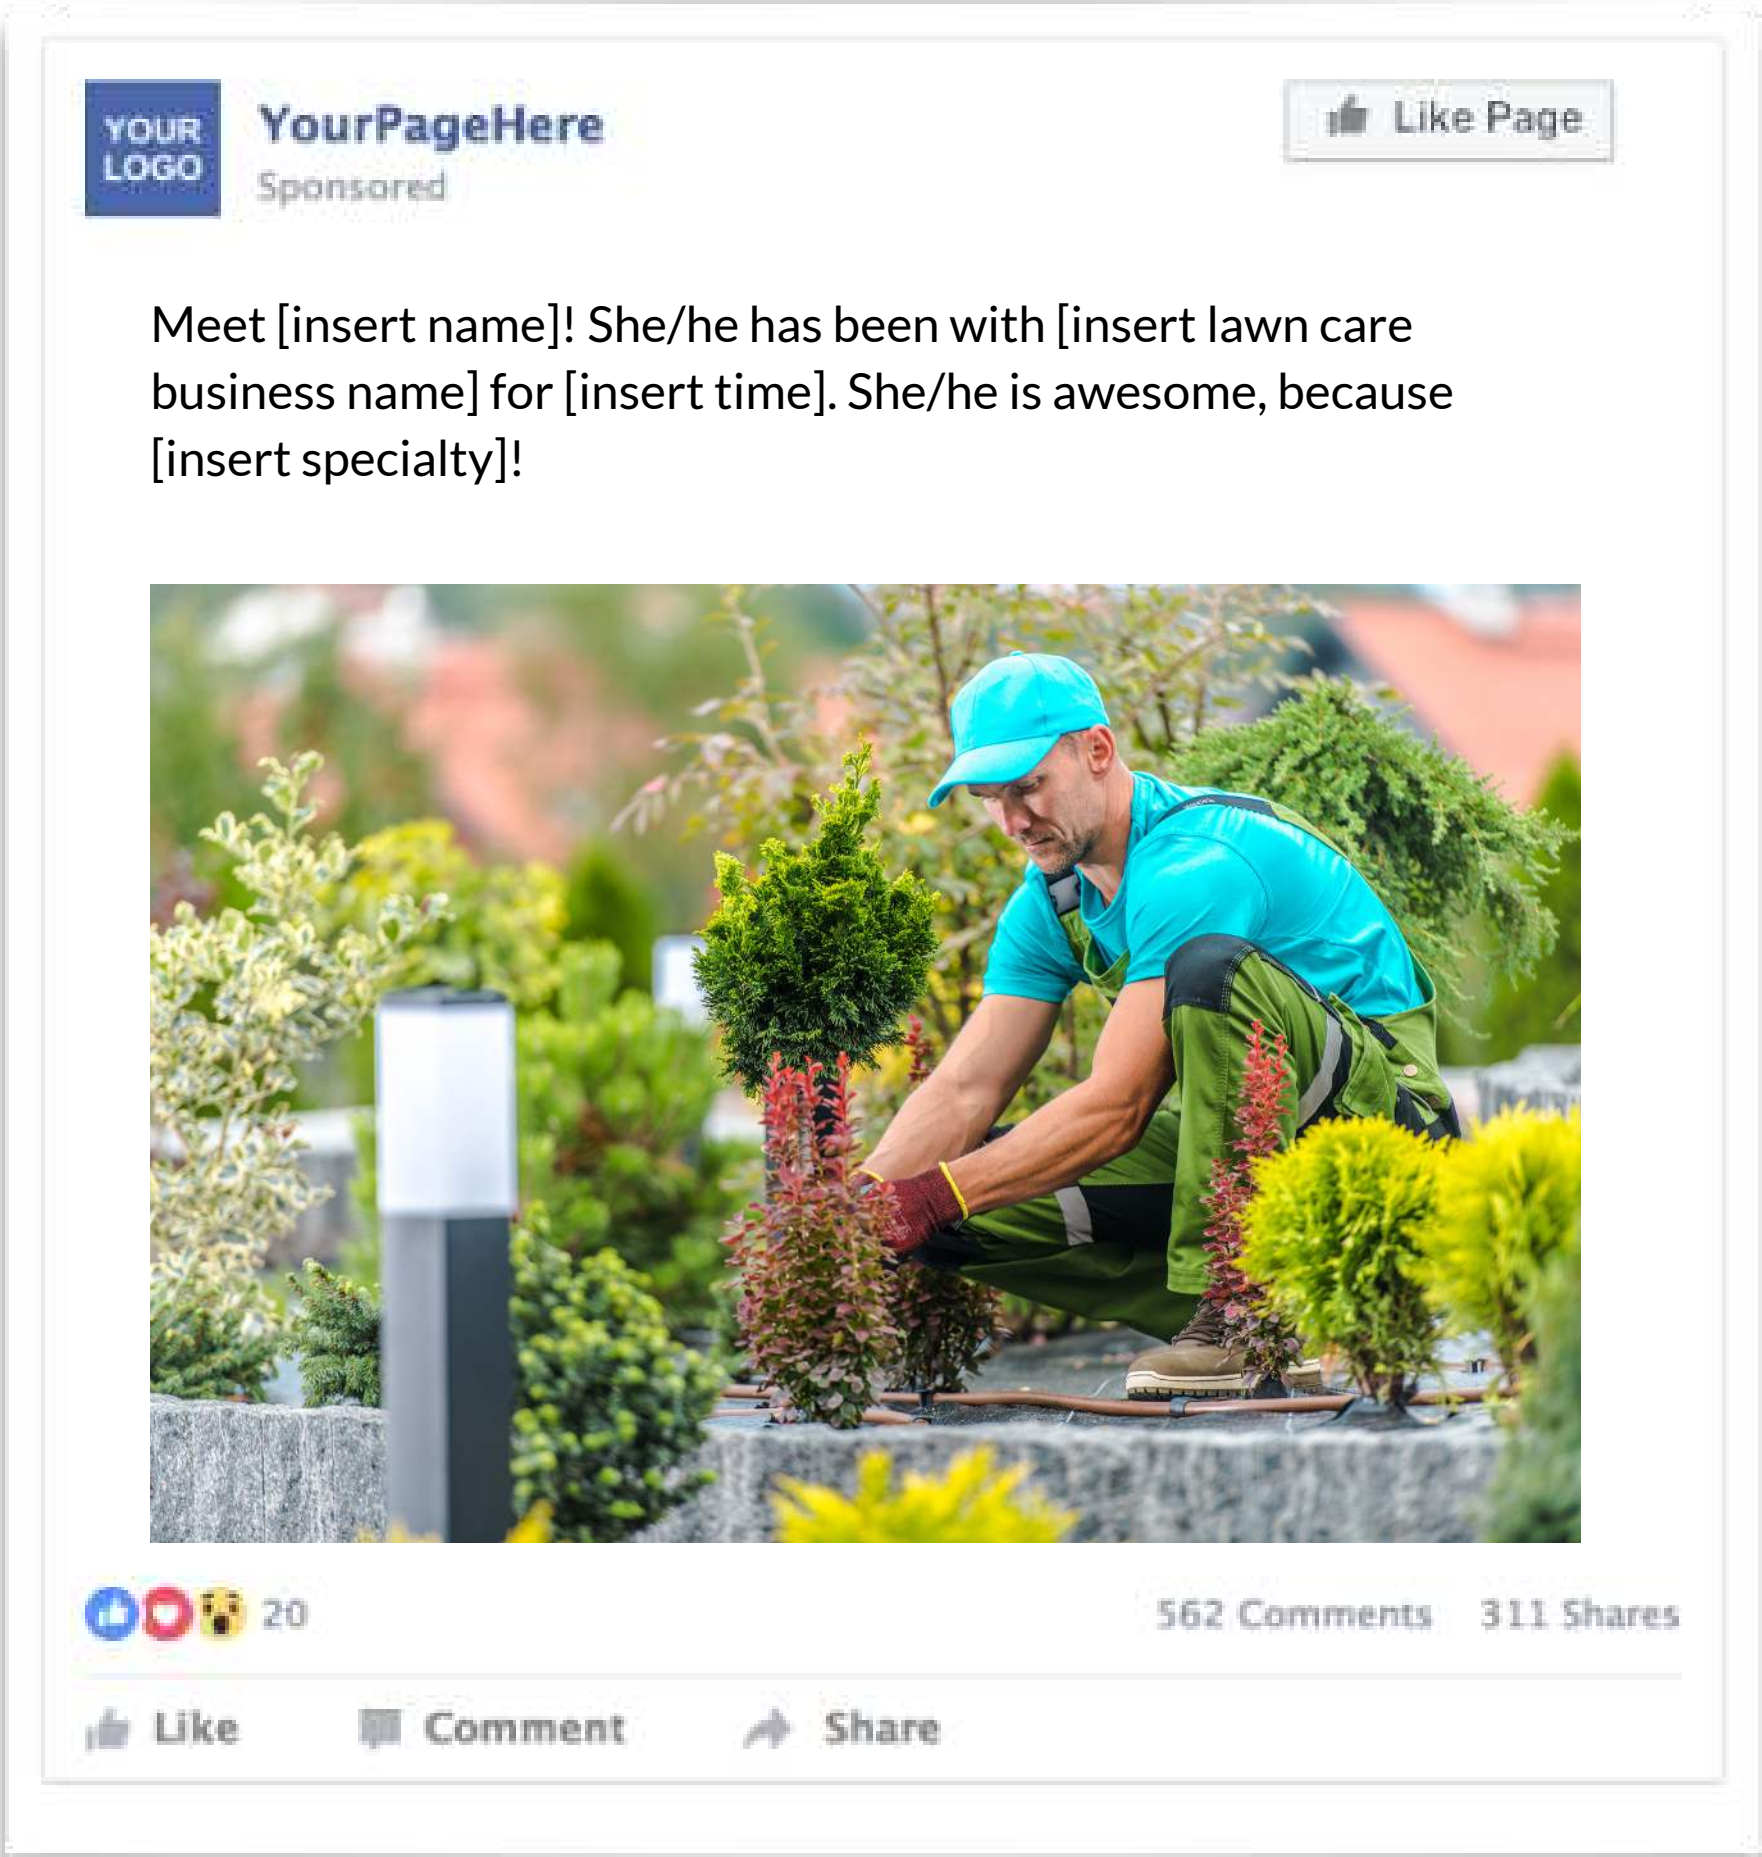 YOUR
LOGO
YourPageHere
Sponsored
Like Page
Meet [insert name]! She/he has been with [insert lawn care
business name] for [insert time]. She/he is awesome, because
[insert specialty]!
20
562 Comments 311 Shares
Like Comment Share